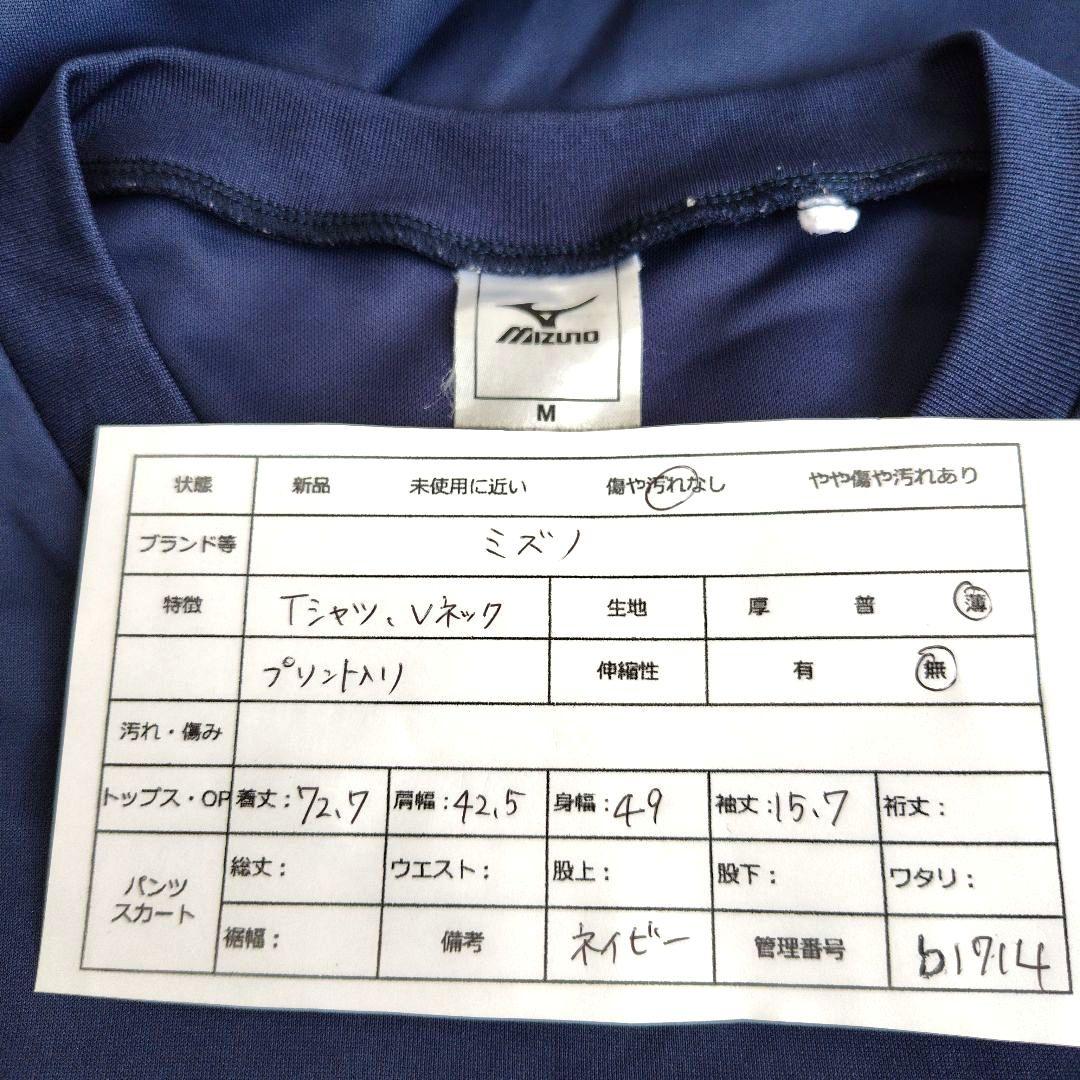 MIZUNO
M
状態 新品 未使用に近い 傷や汚れなし やや傷や汚れあり
ブランド等 ミズノ
特徴 Tシャツ、Vネック 生地 厚 普 薄
プリント入り 伸縮性 有 無
汚れ・傷み
トップス・OP 着丈:72.7 肩幅:42.5 身幅:49 袖丈:15.7 裄丈:
パンツ スカート 総丈: ウエスト: 股上: 股下: ワタリ:
裾幅: 備考 ネイビー 管理番号 b1714